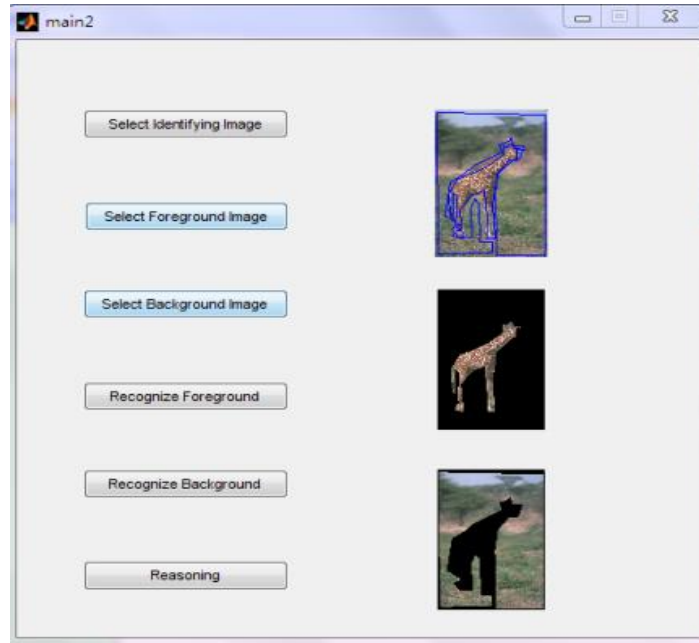 main2
Select Identifying Image
Select Foreground Image
Select Background Image
Recognize Foreground
Recognize Background
Reasoning